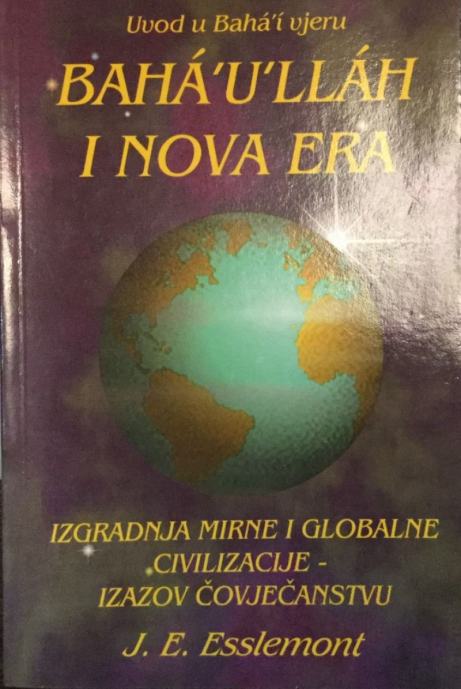 Uvod u Bahá'í vjeru
BAHÁ'U'LLÁH
I NOVA ERA
IZGRADNJA MIRNE I GLOBALNE
CIVILIZACIJE -
IZAZOV ČOVJEČANSTVU
J. E. Esslemont